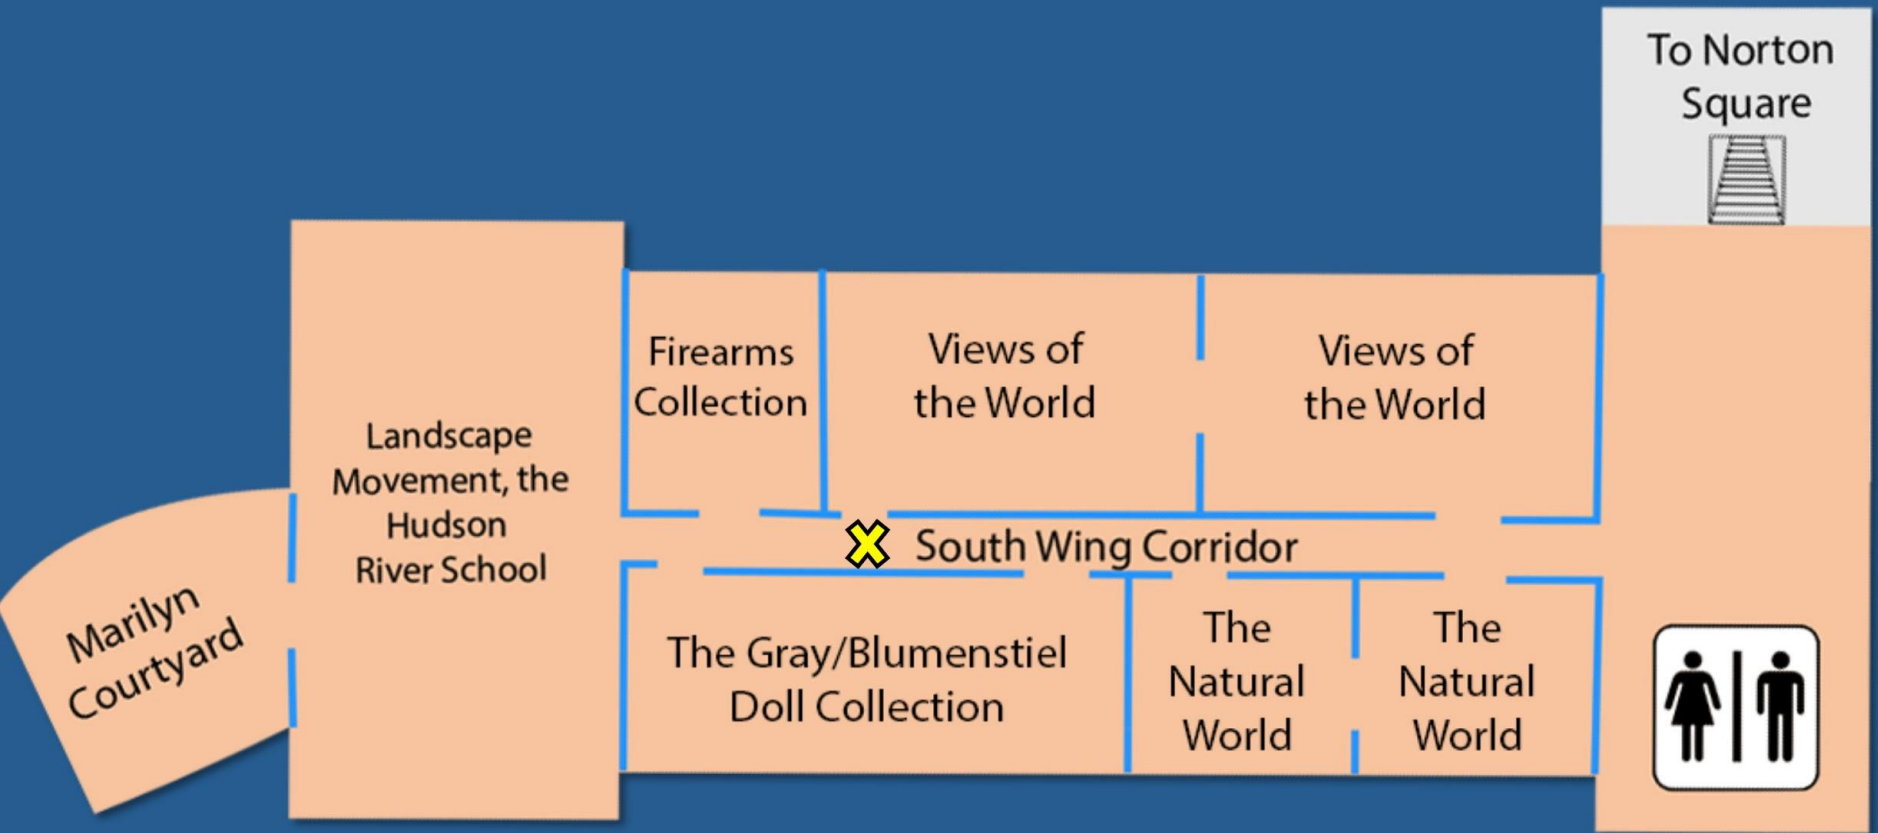 To Norton
Square
Firearms
Collection
Views of
the World
Views of
the World
Landscape
Movement, the
Hudson
River School
South Wing Corridor
Marilyn
Courtyard
The Gray/Blumenstiel
Doll Collection
The
Natural
World
The
Natural
World